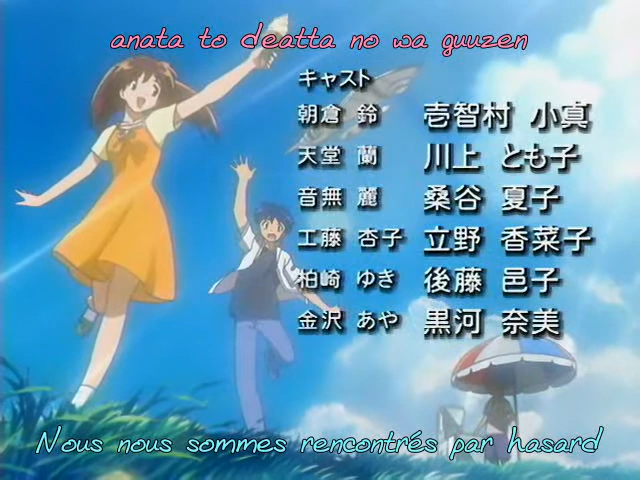 anata to deatta no wa guuzen
キャスト
朝倉 鈴 壱智村 小真
天堂 蘭 川上 とも子
音無 麗 桑谷 夏子
工藤 杏子 立野 香菜子
柏崎 ゆき 後藤 邑子
金沢 あや 黒河 奈美
Nous nous sommes rencontrés par hasard